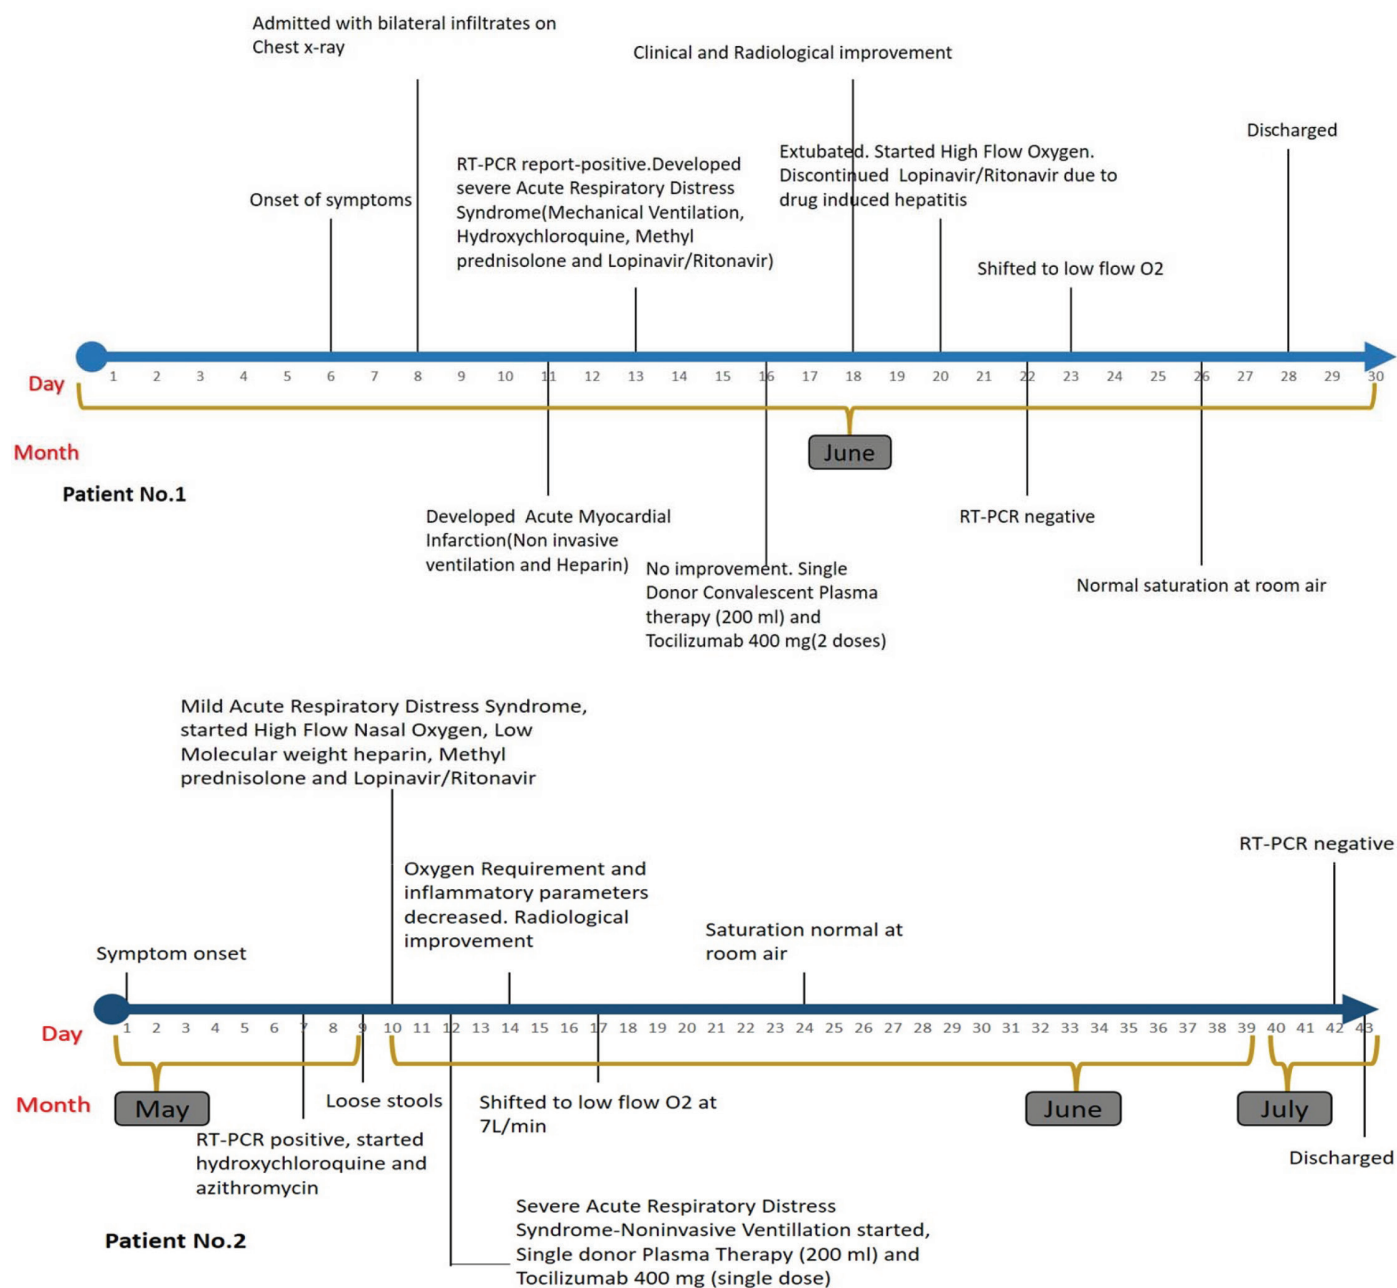 Admitted with bilateral infiltrates on
Chest x-ray
Clinical and Radiological improvement
Discharged
Extubated. Started High Flow Oxygen.
Discontinued Lopinavir/Ritonavir due to
drug induced hepatitis
RT-PCR report-positive.Developed
severe Acute Respiratory Distress
Syndrome(Mechanical Ventilation,
Hydroxychloroquine, Methyl
prednisolone and Lopinavir/Ritonavir)
Onset of symptoms
Shifted to low flow O2
Day
1 2 3 4 5 6 7 8 9 10 11 12 13 14 15 16 17 18 19 20 21 22 23 24 25 26 27 28 29 30
Month
June
Patient No.1
Developed Acute Myocardial
Infarction(Non invasive
ventilation and Heparin)
No improvement. Single
Donor Convalescent Plasma
therapy (200 ml) and
Tocilizumab 400 mg(2 doses)
RT-PCR negative
Normal saturation at room air
Mild Acute Respiratory Distress Syndrome,
started High Flow Nasal Oxygen, Low
Molecular weight heparin, Methyl
prednisolone and Lopinavir/Ritonavir
RT-PCR negative
Oxygen Requirement and
inflammatory parameters
decreased. Radiological
improvement
Saturation normal at
room air
Symptom onset
Day
1 2 3 4 5 6 7 8 9 10 11 12 13 14 15 16 17 18 19 20 21 22 23 24 25 26 27 28 29 30 31 32 33 34 35 36 37 38 39 40 41 42 43
Month
May
June
July
Loose stools
Shifted to low flow O2 at
7L/min
RT-PCR positive, started
hydroxychloroquine and
azithromycin
Discharged
Severe Acute Respiratory Distress
Syndrome-Noninvasive Ventillation started,
Single donor Plasma Therapy (200 ml) and
Tocilizumab 400 mg (single dose)
Patient No.2